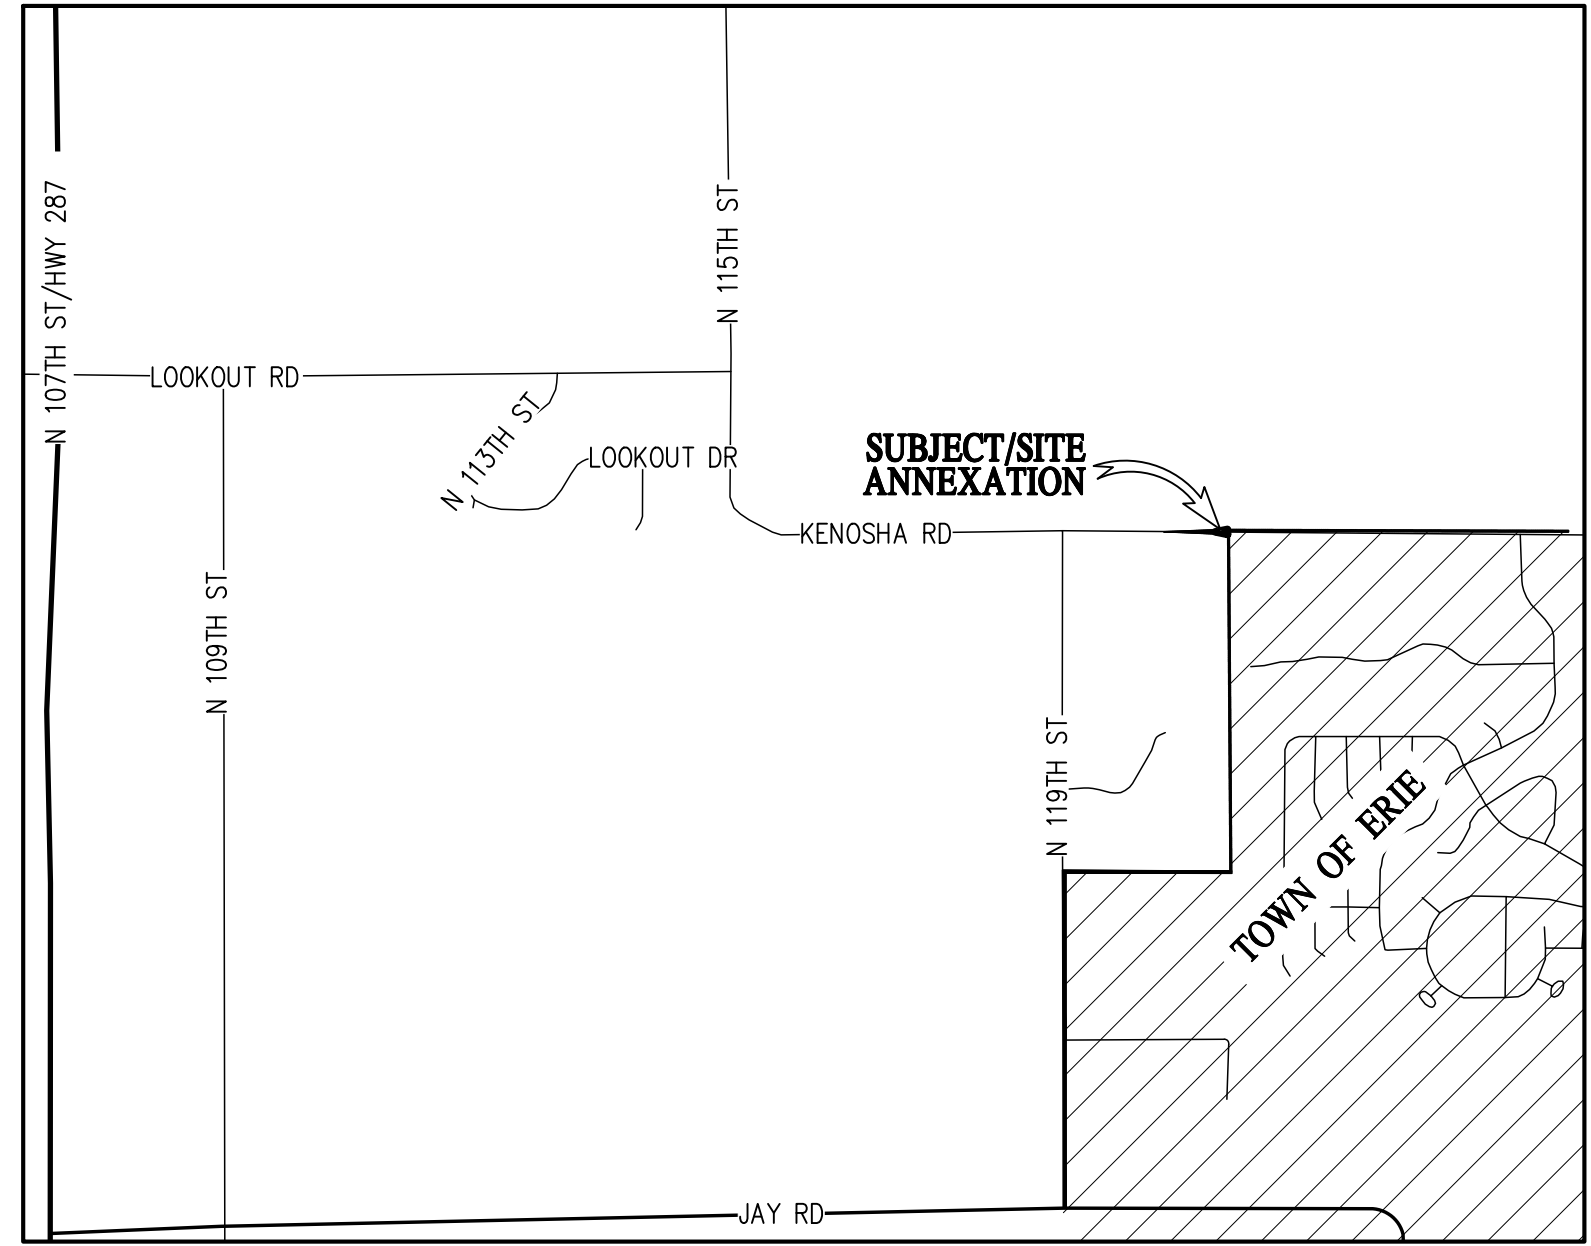 N 107TH ST/HWY 287
N 115TH ST
LOOKOUT RD
N 113TH ST
LOOKOUT DR
SUBJECT/SITE
ANNEXATION
KENOSHA RD
N 109TH ST
N 119TH ST
TOWN OF ERIE
JAY RD